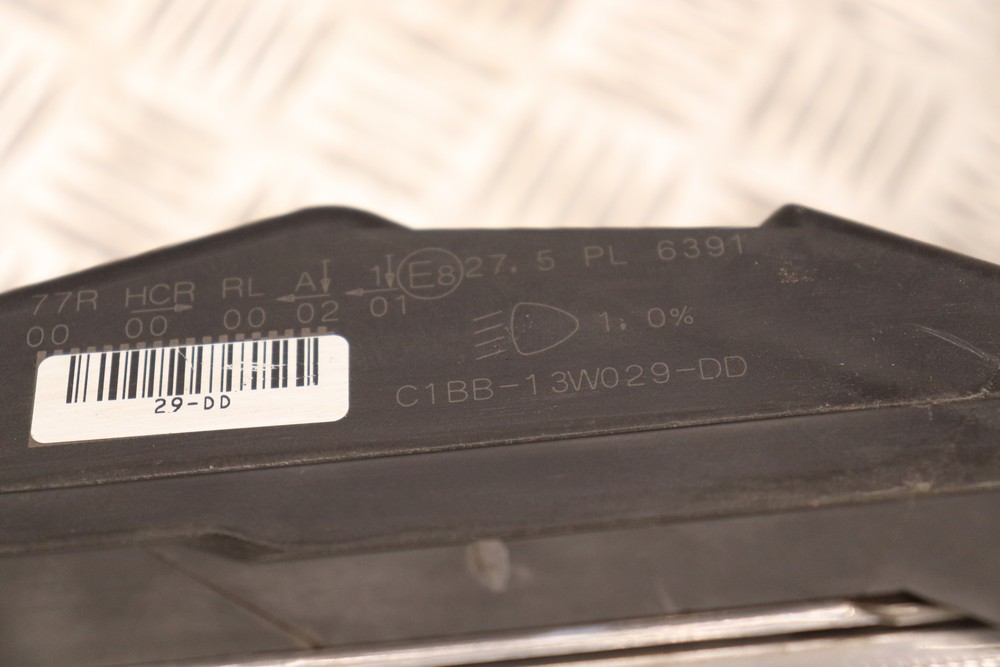 77R HCR RL A 1 E8 27.5 PL 6391
00 00 00 02 01
1.0%
C1BB-13W029-DD
29-DD